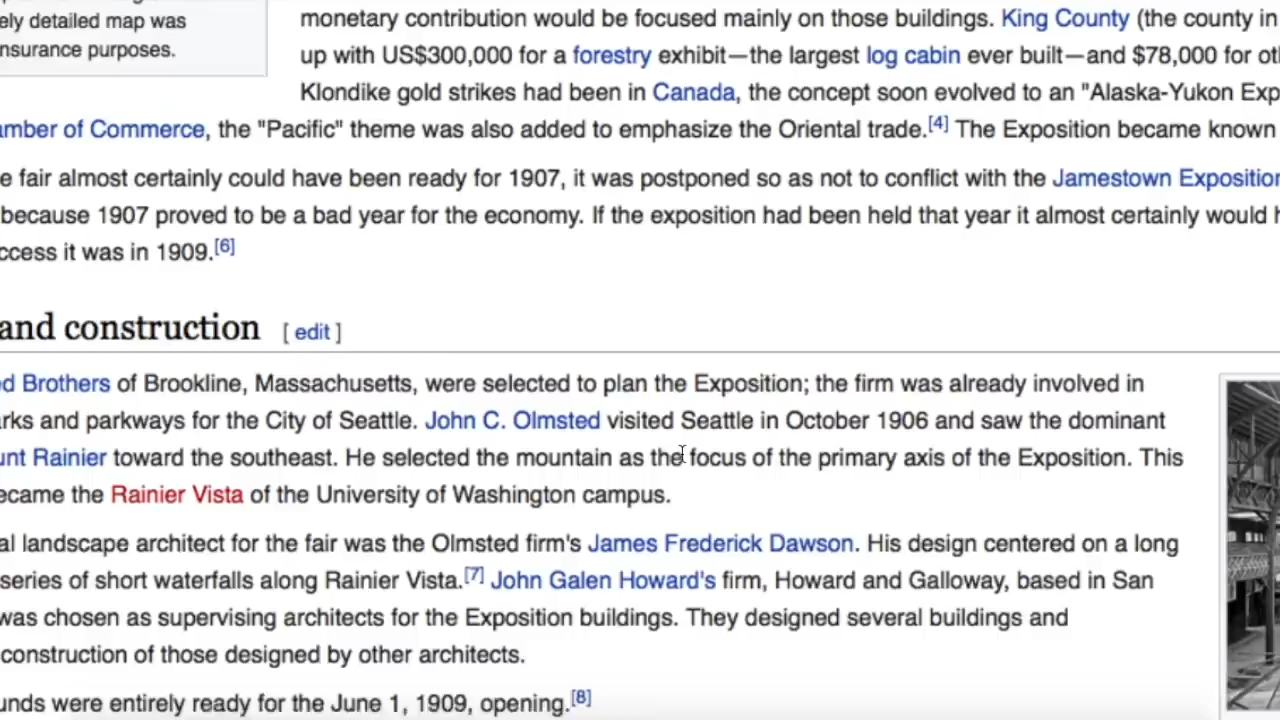 ely detailed map was
nsurance purposes.
monetary contribution would be focused mainly on those buildings. King County (the county in
up with US$300,000 for a forestry exhibit—the largest log cabin ever built—and $78,000 for ot
Klondike gold strikes had been in Canada, the concept soon evolved to an "Alaska-Yukon Exp
amber of Commerce, the "Pacific" theme was also added to emphasize the Oriental trade.[4] The Exposition became known
e fair almost certainly could have been ready for 1907, it was postponed so as not to conflict with the Jamestown Exposition
because 1907 proved to be a bad year for the economy. If the exposition had been held that year it almost certainly would h
ccess it was in 1909.[6]
and construction [ edit ]
ed Brothers of Brookline, Massachusetts, were selected to plan the Exposition; the firm was already involved in
arks and parkways for the City of Seattle. John C. Olmsted visited Seattle in October 1906 and saw the dominant
unt Rainier toward the southeast. He selected the mountain as the focus of the primary axis of the Exposition. This
ecame the Rainier Vista of the University of Washington campus.
al landscape architect for the fair was the Olmsted firm's James Frederick Dawson. His design centered on a long
series of short waterfalls along Rainier Vista.[7] John Galen Howard's firm, Howard and Galloway, based in San
was chosen as supervising architects for the Exposition buildings. They designed several buildings and
construction of those designed by other architects.
unds were entirely ready for the June 1, 1909, opening.[8]